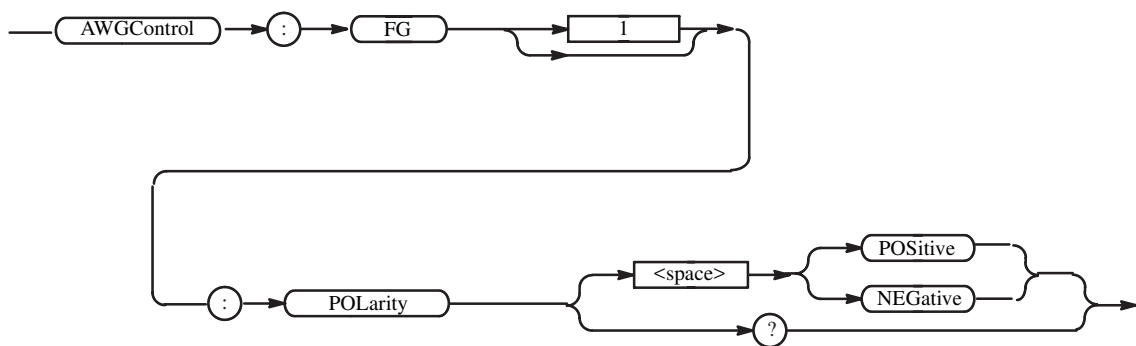 AWGControl : FG 1
<space> POSitive
: POLarity NEGative
?